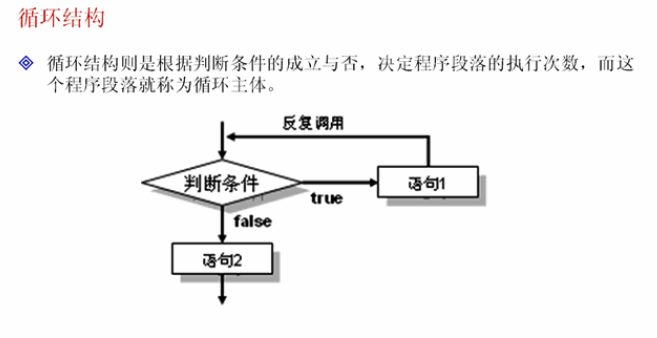 循环结构
循环结构则是根据判断条件的成立与否，决定程序段落的执行次数，而这
个程序段落就称为循环主体。
反复调用
判断条件
true
语句1
false
语句2